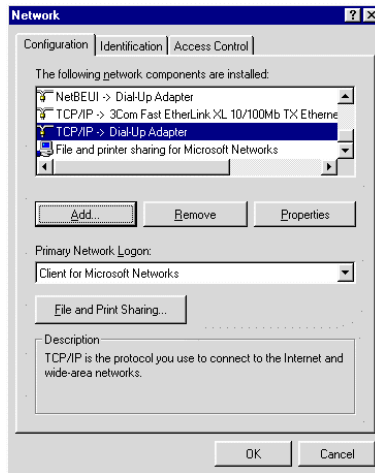 Network
Configuration Identification Access Control
The following network components are installed:
NetBEUI -> Dial-Up Adapter
TCP/IP -> 3Com Fast EtherLink XL 10/100Mb TX Etherne
TCP/IP -> Dial-Up Adapter
File and printer sharing for Microsoft Networks
Add... Remove Properties
Primary Network Logon:
Client for Microsoft Networks
File and Print Sharing...
Description
TCP/IP is the protocol you use to connect to the Internet and
wide-area networks.
OK Cancel